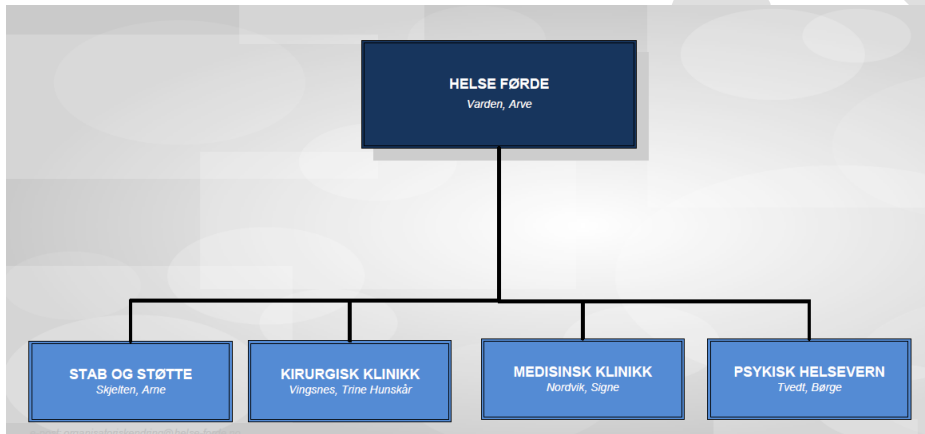 HELSE FØRDE
Varden, Arve
STAB OG STØTTE
Skjelten, Arne
KIRURGISK KLINIKK
Vingsnes, Trine Hunskår
MEDISINSK KLINIKK
Nordvik, Signe
PSYKISK HELSEVERN
Tvedt, Børge